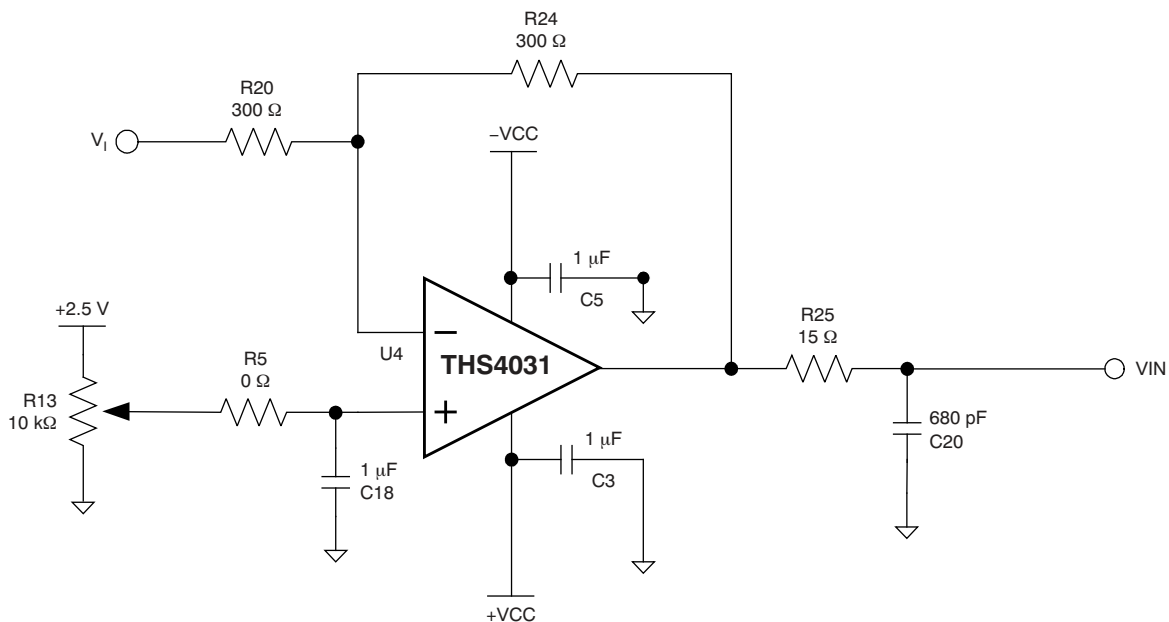 R24
300 Ω
R20
300 Ω
V_I
−VCC
1 μF
C5
+2.5 V
R25
15 Ω
U4
THS4031
−
+
VIN
R5
0 Ω
R13
10 kΩ
680 pF
C20
1 μF
C3
1 μF
C18
+VCC